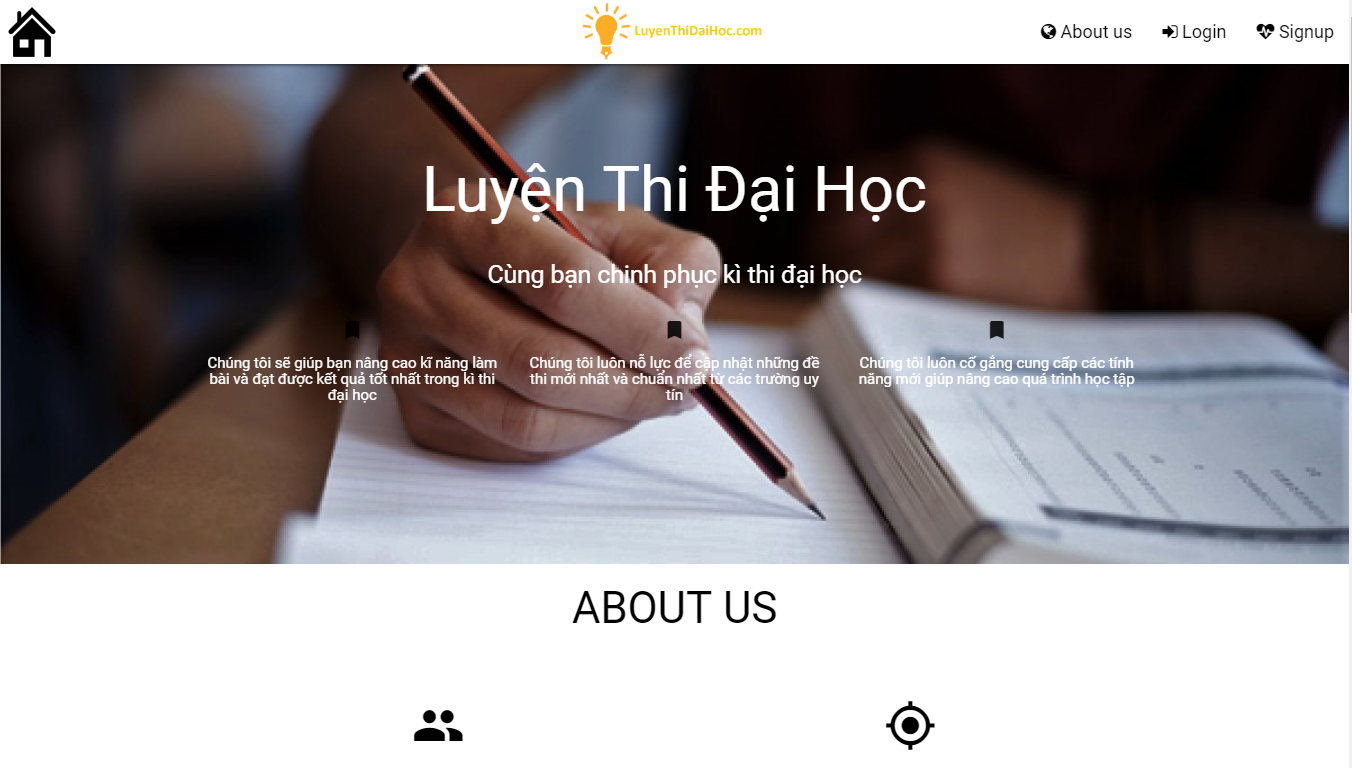 LuyenThiDaiHoc.com
About us
Login
Signup
Luyện Thi Đại Học
Cùng bạn chinh phục kì thi đại học
Chúng tôi sẽ giúp bạn nâng cao kĩ năng làm
bài và đạt được kết quả tốt nhất trong kì thi
đại học
Chúng tôi luôn nỗ lực để cập nhật những đề
thi mới nhất và chuẩn nhất từ các trường uy
tín
Chúng tôi luôn cố gắng cung cấp các tính
năng mới giúp nâng cao quá trình học tập
ABOUT US